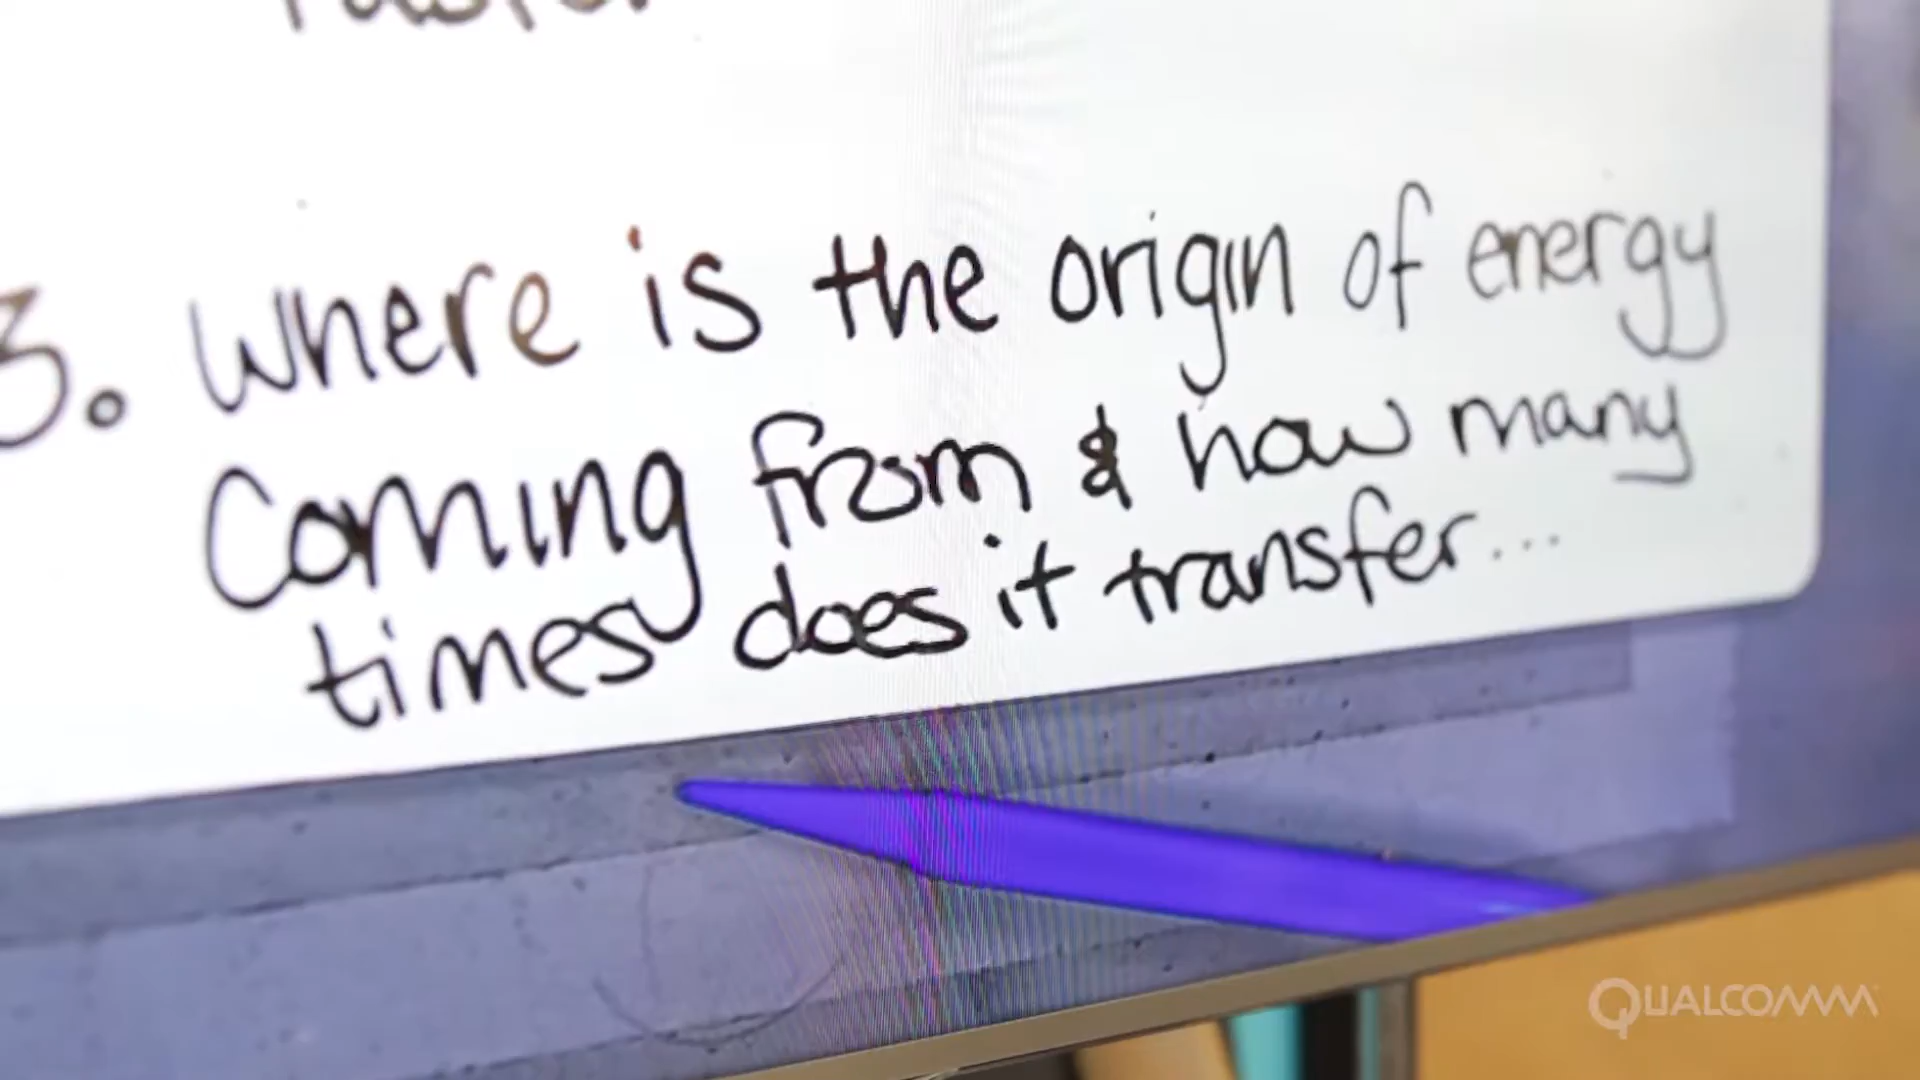 3. Where is the origin of energy
Coming from & how many
times does it transfer...
QUALCOMM